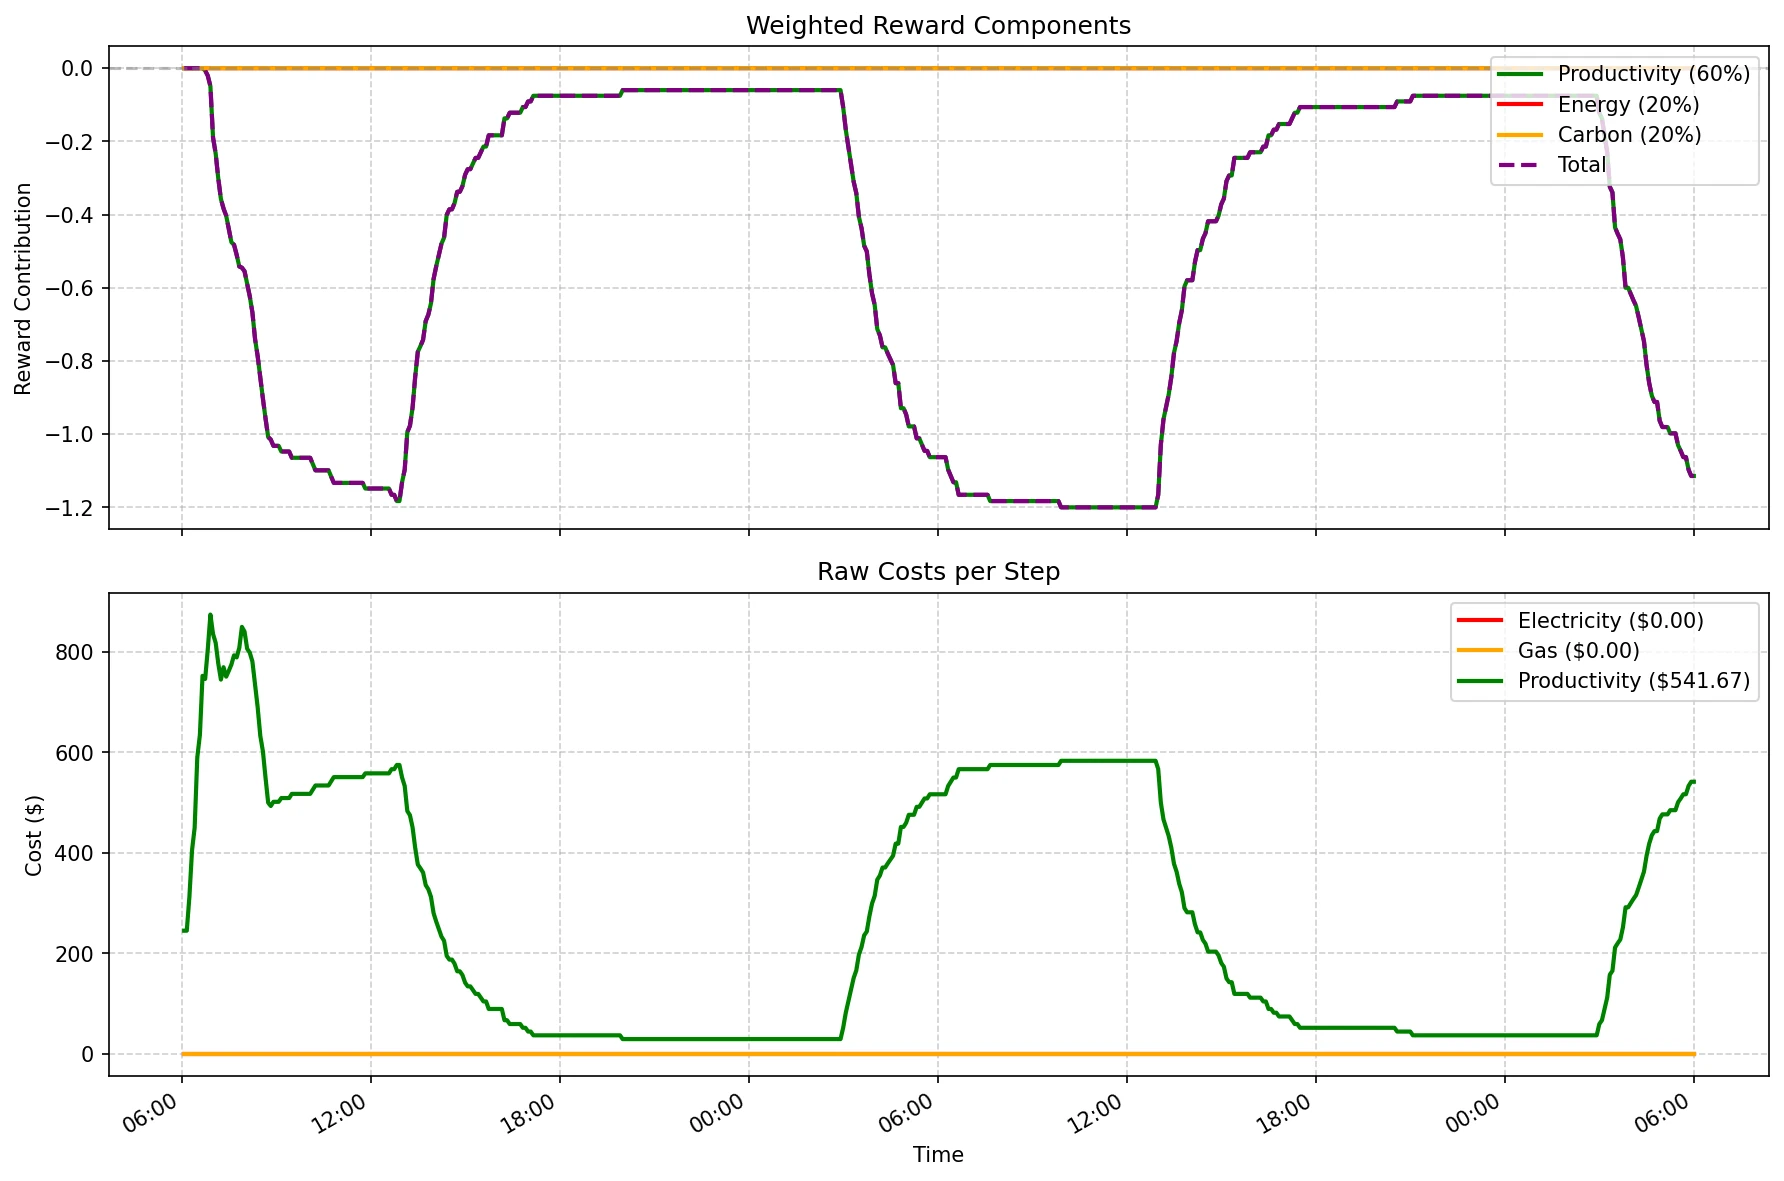 Weighted Reward Components
0.0
−0.2
−0.4
−0.6
−0.8
−1.0
−1.2
Reward Contribution
Productivity (60%)
Energy (20%)
Carbon (20%)
Total
Raw Costs per Step
800
600
400
200
0
Cost ($)
Electricity ($0.00)
Gas ($0.00)
Productivity ($541.67)
06:00 12:00 18:00 00:00 06:00 12:00 18:00 00:00 06:00
Time